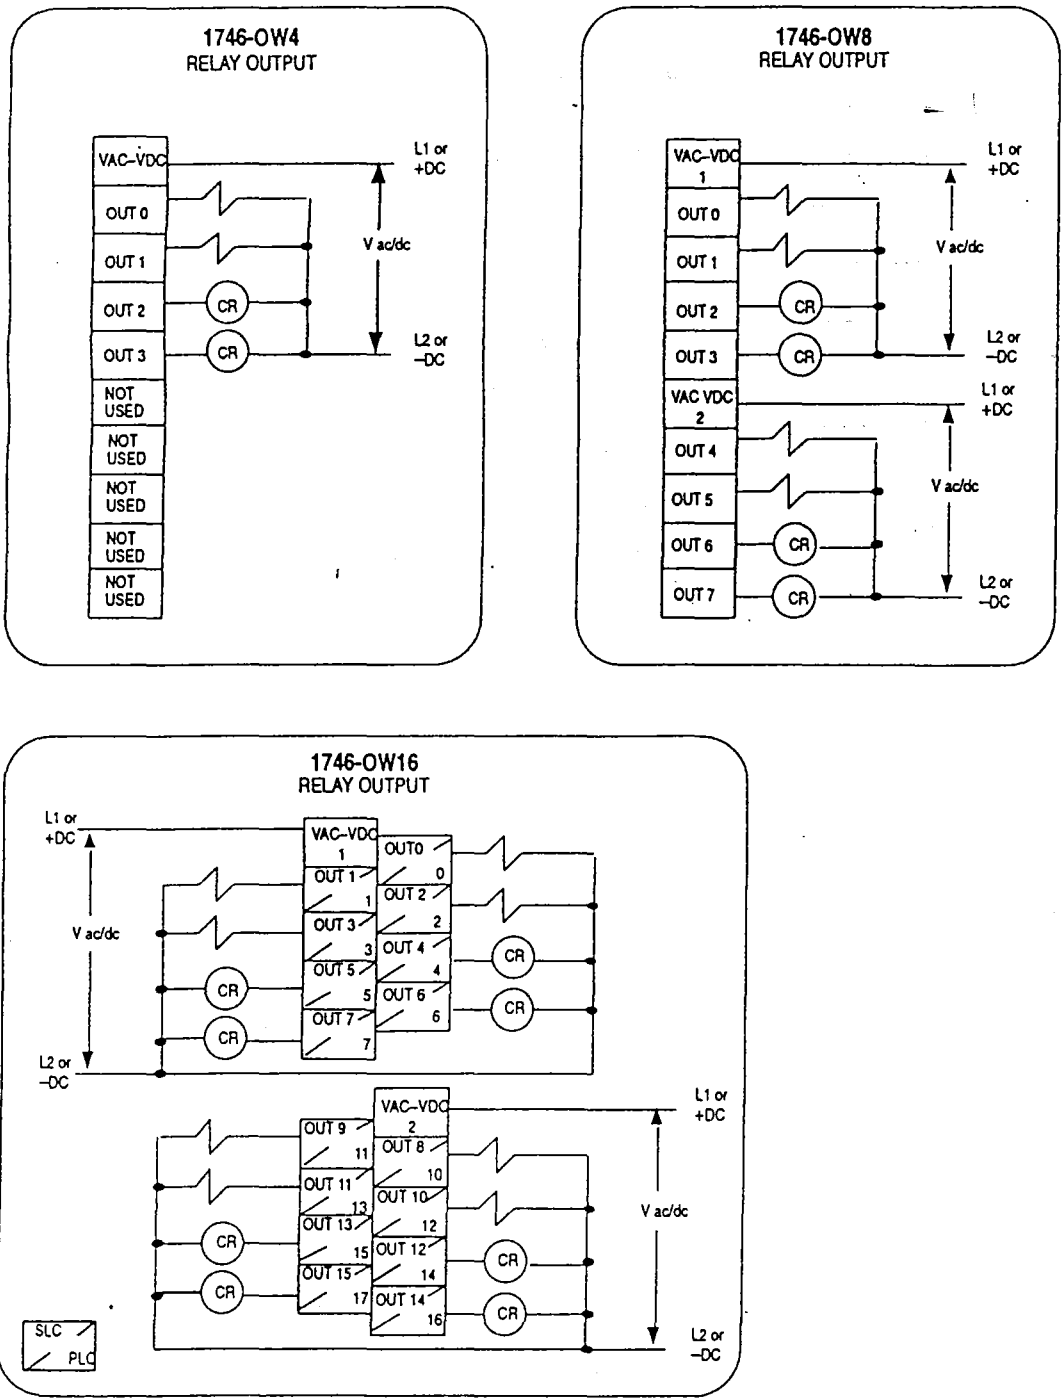 1746-OW4
RELAY OUTPUT
VAC–VDC
L1 or
+DC
OUT 0
OUT 1
V ac/dc
OUT 2
CR
OUT 3
CR
L2 or
–DC
NOT
USED
NOT
USED
NOT
USED
NOT
USED
NOT
USED
1746-OW8
RELAY OUTPUT
VAC–VDC
1
L1 or
+DC
OUT 0
OUT 1
V ac/dc
OUT 2
CR
OUT 3
CR
L2 or
–DC
VAC VDC
2
L1 or
+DC
OUT 4
OUT 5
V ac/dc
OUT 6
CR
OUT 7
CR
L2 or
–DC
1746-OW16
RELAY OUTPUT
L1 or
+DC
VAC–VDC
1
OUT0
0
OUT 1
1
OUT 2
2
V ac/dc
OUT 3
3
OUT 4
4
CR
CR
OUT 5
5
OUT 6
6
CR
CR
OUT 7
7
L2 or
–DC
VAC–VDC
2
L1 or
+DC
OUT 9
11
OUT 8
10
OUT 11
13
OUT 10
12
V ac/dc
CR
OUT 13
15
OUT 12
14
CR
CR
OUT 15
17
OUT 14
16
CR
L2 or
–DC
SLC
PLC